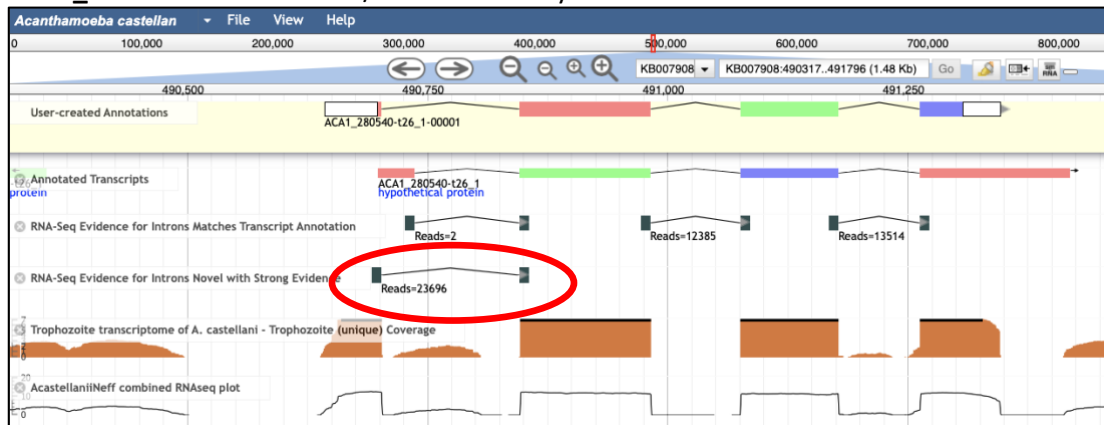 Acanthamoeba castellan File View Help
0 100,000 200,000 300,000 400,000 500,000 600,000 700,000 800,000
KB007908 KB007908:490317..491796 (1.48 Kb) Go RNA
490,500 490,750 491,000 491,250
User-created Annotations
ACA1_280540-t26_1-00001
Annotated Transcripts
protein
ACA1_280540-t26_1
hypothetical protein
RNA-Seq Evidence for Introns Matches Transcript Annotation
Reads=2 Reads=12385 Reads=13514
RNA-Seq Evidence for Introns Novel with Strong Evidence
Reads=23696
Trophozoite transcriptome of A. castellani - Trophozoite (unique) Coverage
AcastellaniiNeff combined RNAseq plot
0